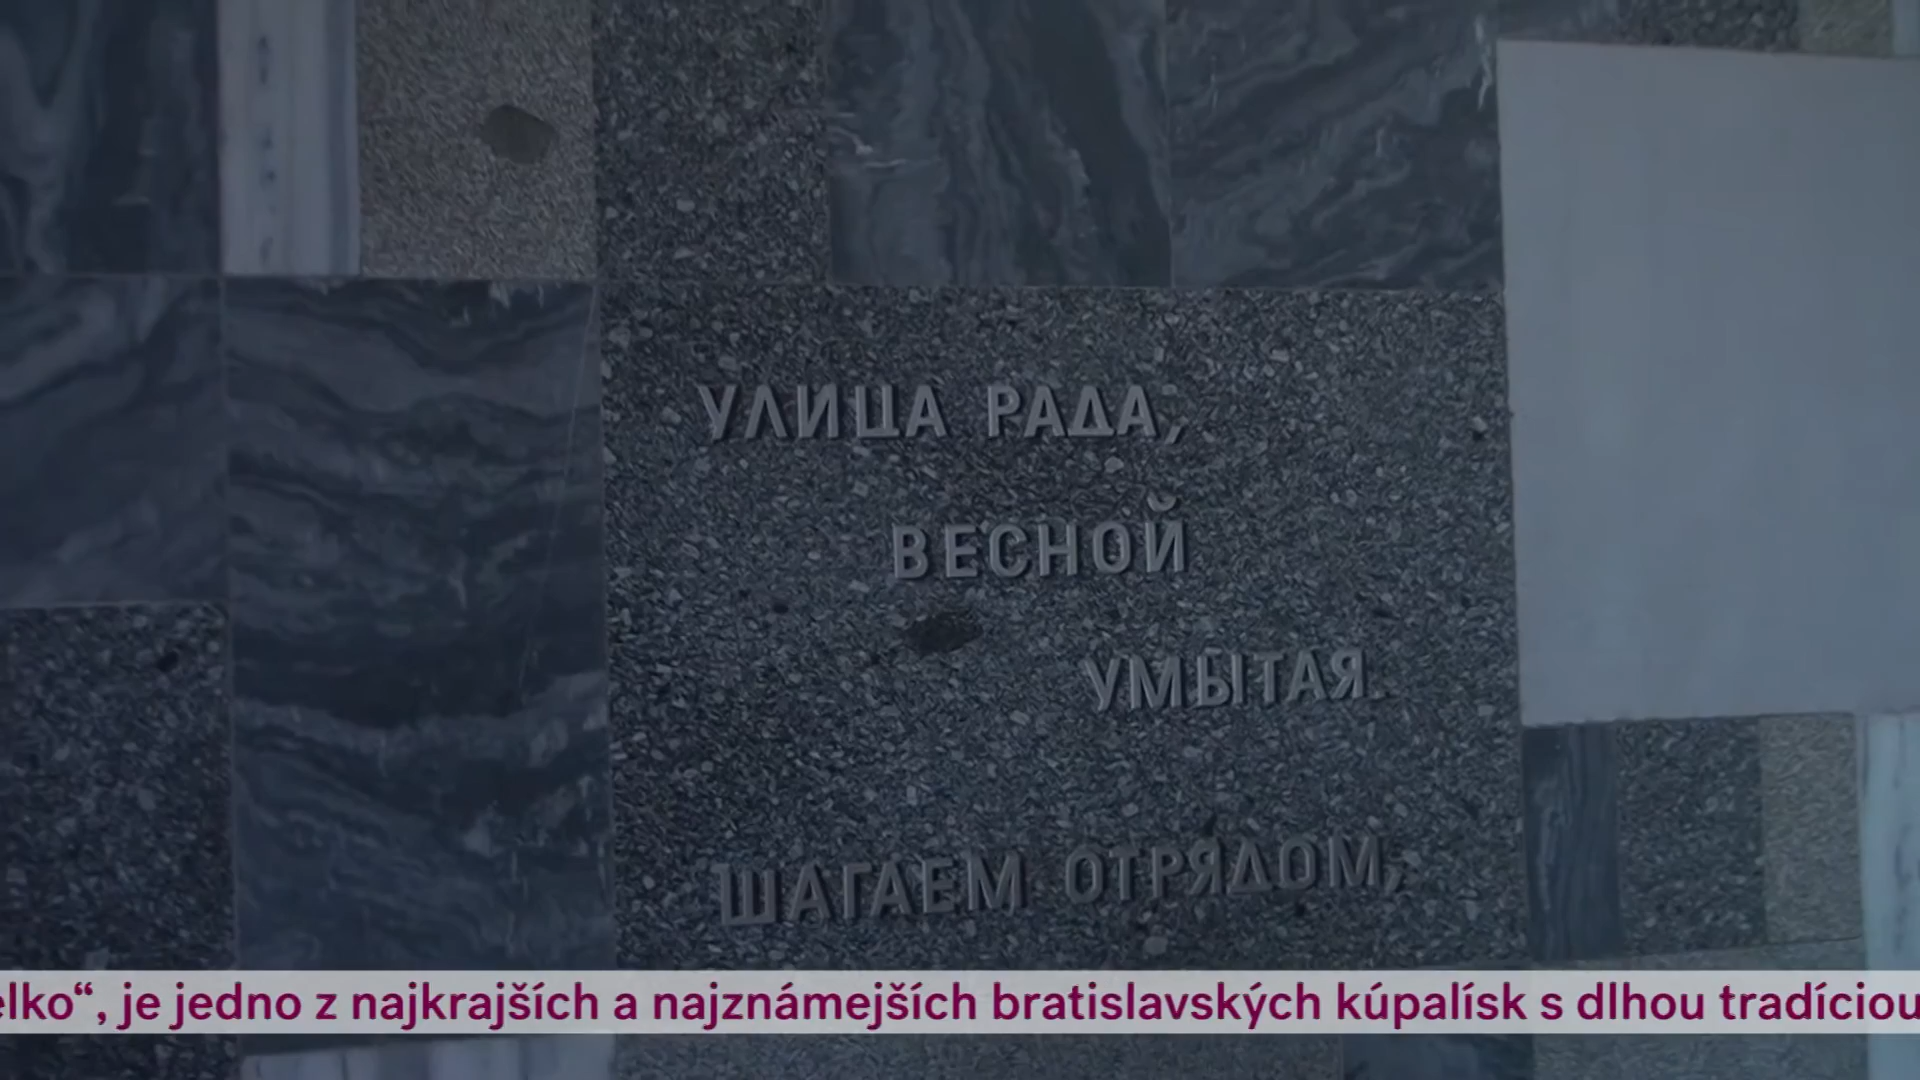 УЛИЦА РАДА,
ВЕСНОЙ
УМЫТАЯ.
ШАГАЕМ ОТРЯДОМ,
elko“, je jedno z najkrajších a najznámejších bratislavských kúpalísk s dlhou tradíciou